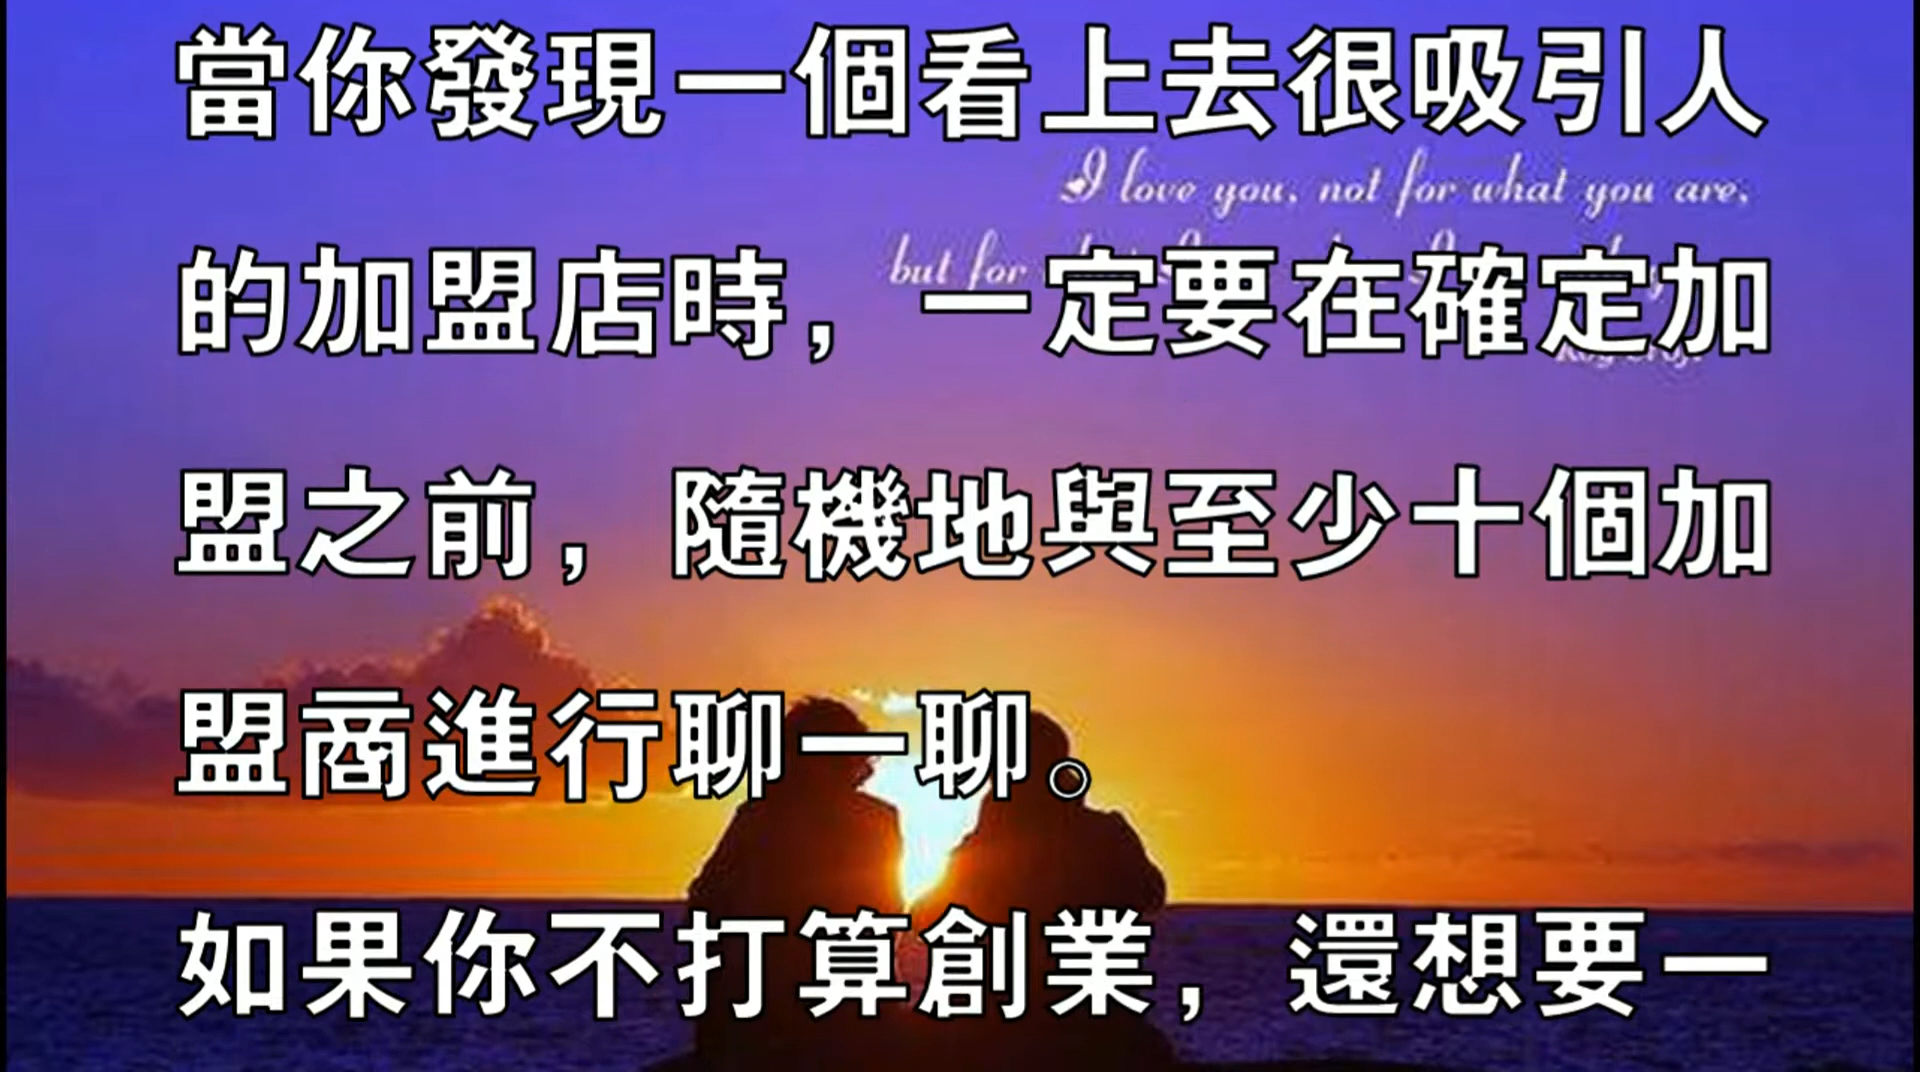 當你發現一個看上去很吸引人
I love you, not for what you are,
but for
的加盟店時，一定要在確定加
盟之前，隨機地與至少十個加
盟商進行聊一聊。
如果你不打算創業，還想要一